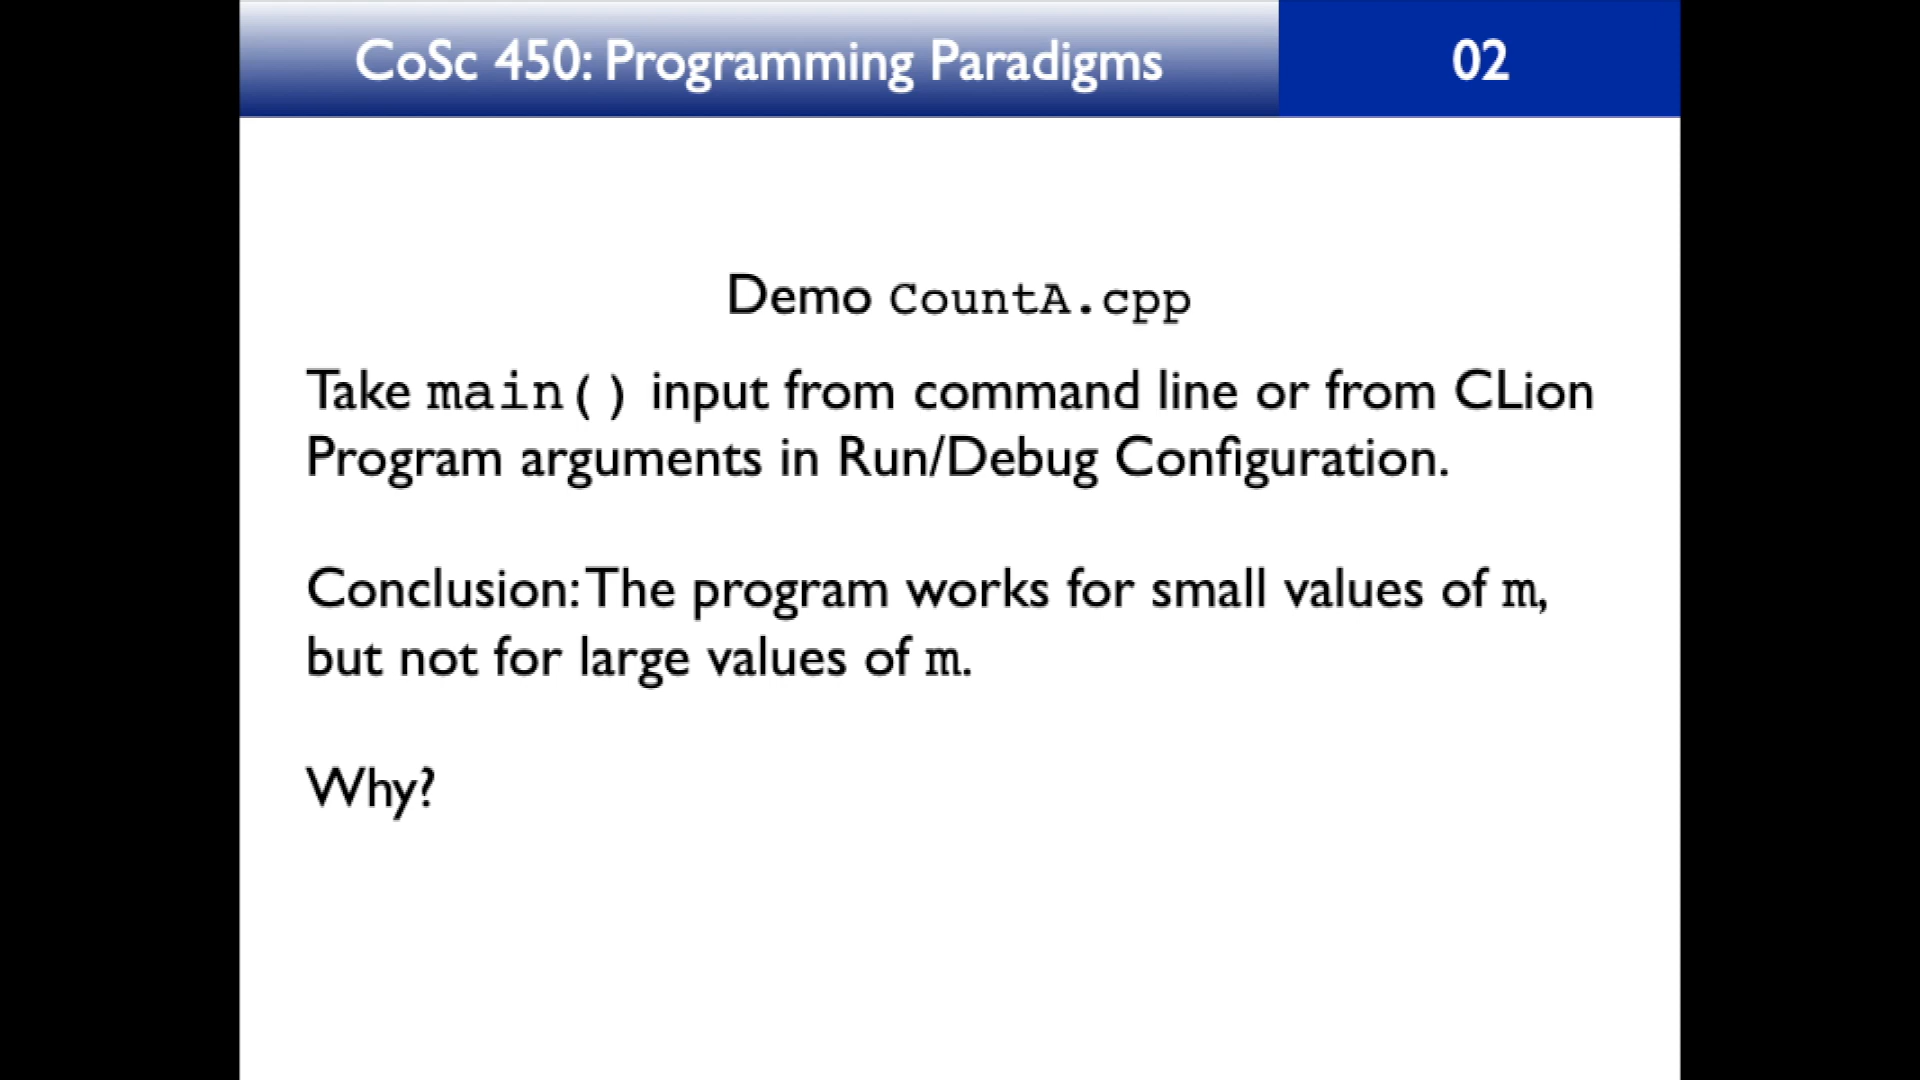 CoSc 450: Programming Paradigms 02
Demo CountA.cpp
Take main() input from command line or from CLion
Program arguments in Run/Debug Configuration.
Conclusion: The program works for small values of m,
but not for large values of m.
Why?